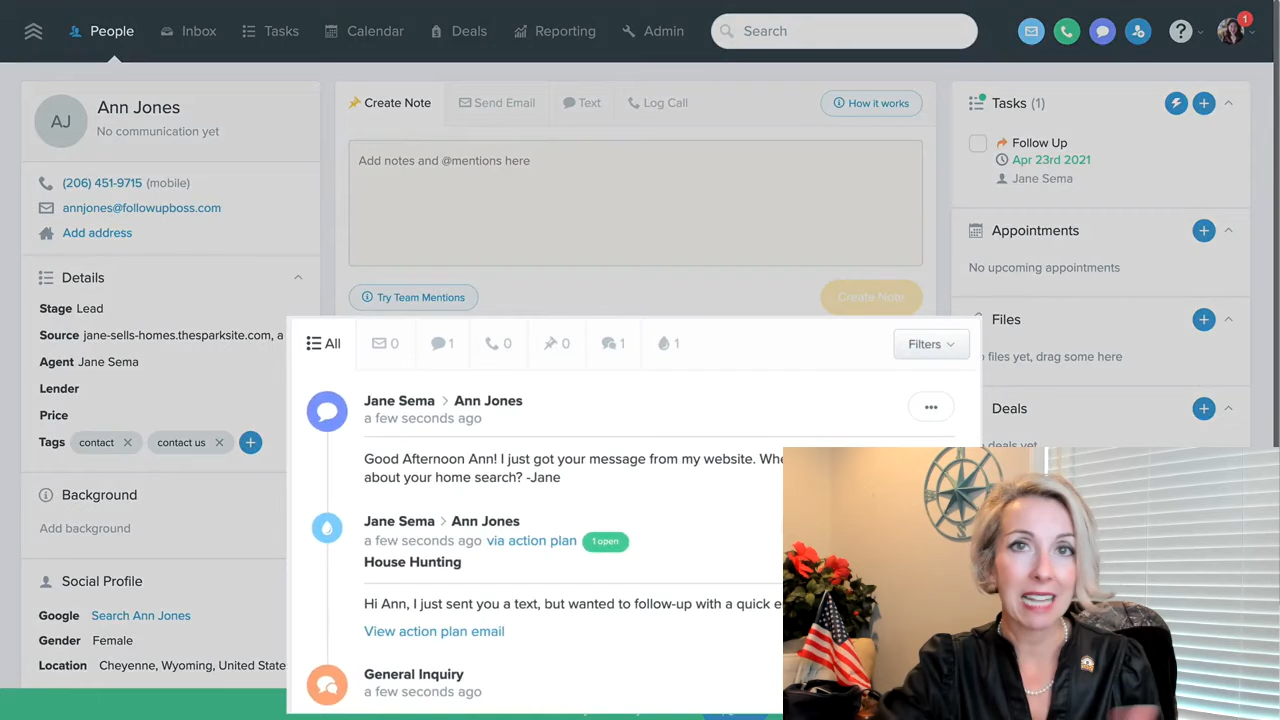 People
Inbox
Tasks
Calendar
Deals
Reporting
Admin
Search
?
1
AJ
Ann Jones
No communication yet
(206) 451-9715 (mobile)
annjones@followupboss.com
Add address
Details
Stage Lead
Source jane-sells-homes.thesparksite.com, a
Agent Jane Sema
Lender
Price
Tags contact × contact us × +
Background
Add background
Social Profile
Google Search Ann Jones
Gender Female
Location Cheyenne, Wyoming, United State
Create Note
Send Email
Text
Log Call
How it works
Add notes and @mentions here
Try Team Mentions
Create Note
All
0
1
0
0
1
1
Filters
Jane Sema > Ann Jones
a few seconds ago
Good Afternoon Ann! I just got your message from my website. Whe
about your home search? -Jane
Jane Sema > Ann Jones
a few seconds ago via action plan 1 open
House Hunting
Hi Ann, I just sent you a text, but wanted to follow-up with a quick e
View action plan email
General Inquiry
a few seconds ago
Tasks (1)
Follow Up
Apr 23rd 2021
Jane Sema
Appointments
No upcoming appointments
Files
files yet, drag some here
Deals
deals yet